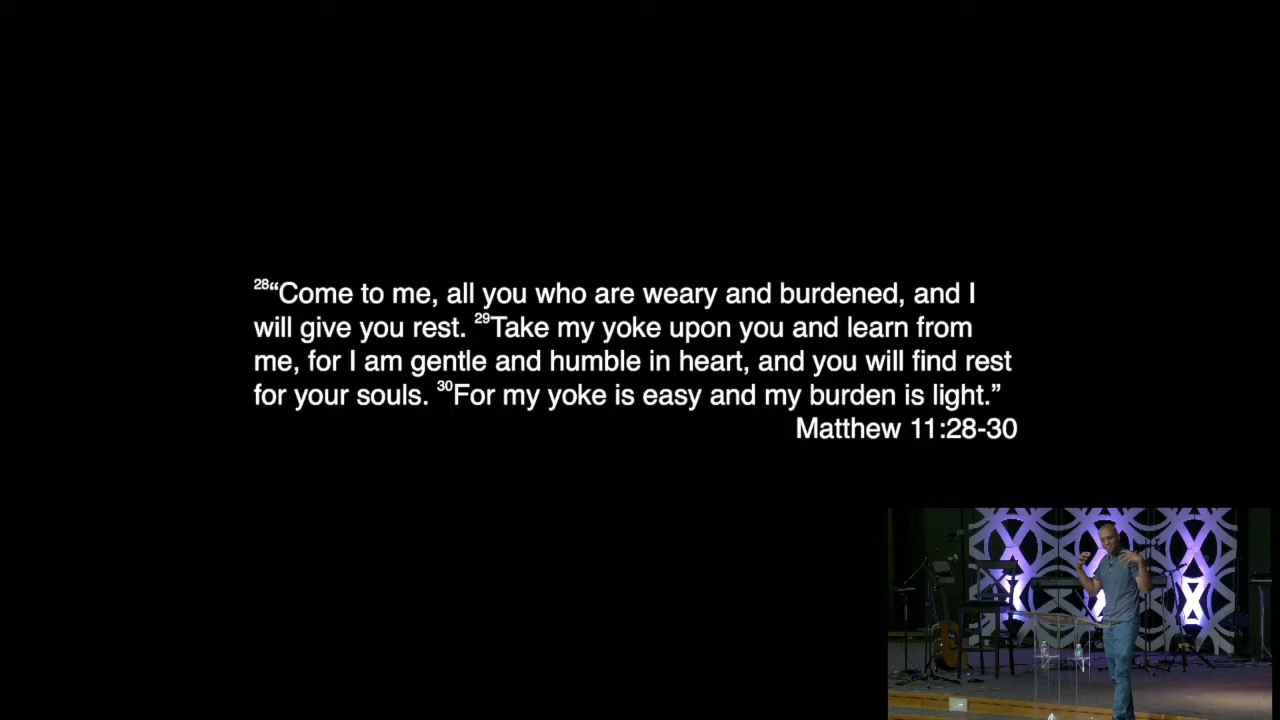 28“Come to me, all you who are weary and burdened, and I
will give you rest. 29Take my yoke upon you and learn from
me, for I am gentle and humble in heart, and you will find rest
for your souls. 30For my yoke is easy and my burden is light.”
Matthew 11:28-30